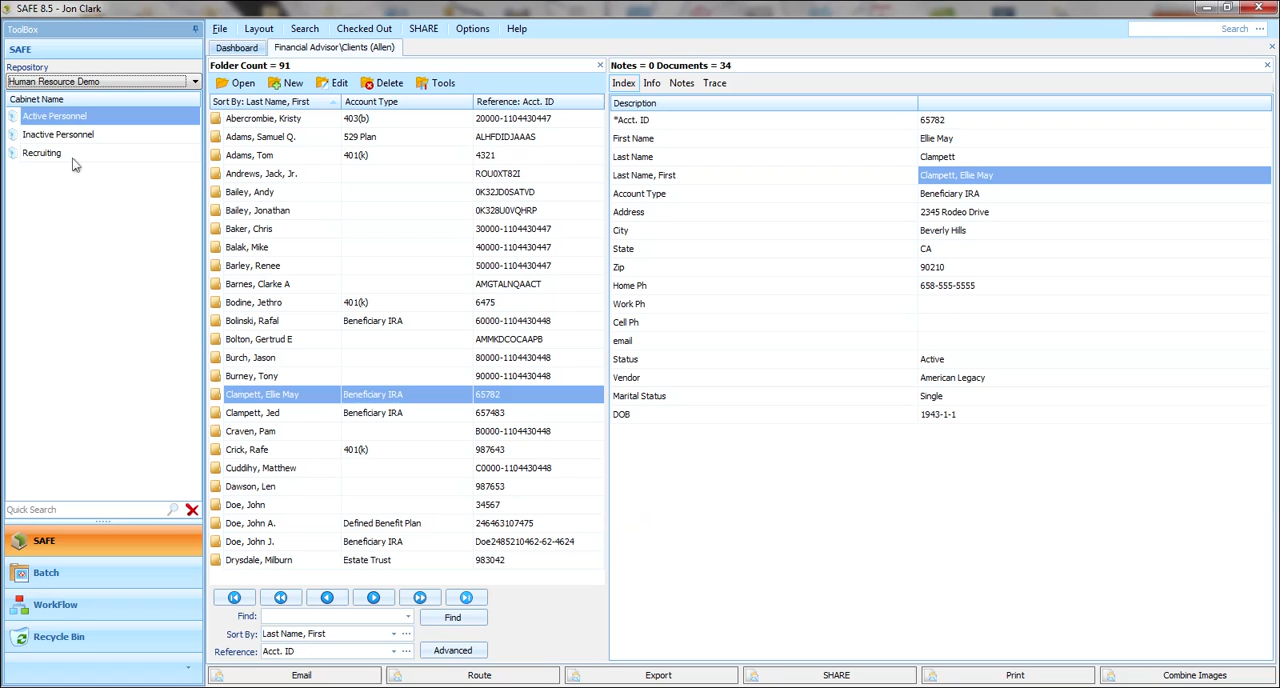 SAFE 8.5 - Jon Clark
ToolBox
SAFE
Repository
Human Resource Demo
Cabinet Name
Active Personnel
Inactive Personnel
Recruiting
Quick Search
SAFE
Batch
WorkFlow
Recycle Bin
File Layout Search Checked Out SHARE Options Help
Search ···
Dashboard Financial Advisor\Clients (Allen)
Folder Count = 91
Open New Edit Delete Tools
Sort By: Last Name, First Account Type Reference: Acct. ID
Abercrombie, Kristy 403(b) 20000-1104430447
Adams, Samuel Q. 529 Plan ALHFDIDJAAAS
Adams, Tom 401(k) 4321
Andrews, Jack, Jr. ROU0XT82I
Bailey, Andy 0K32JD0SATVD
Bailey, Jonathan 0K328U0VQHRP
Baker, Chris 30000-1104430447
Balak, Mike 40000-1104430447
Barley, Renee 50000-1104430447
Barnes, Clarke A AMGTALNQAACT
Bodine, Jethro 401(k) 6475
Bolinski, Rafal Beneficiary IRA 60000-1104430448
Bolton, Gertrud E AMMKDCOCAAPB
Burch, Jason 80000-1104430448
Burney, Tony 90000-1104430448
Clampett, Ellie May Beneficiary IRA 65782
Clampett, Jed Beneficiary IRA 657483
Craven, Pam B0000-1104430448
Crick, Rafe 401(k) 987643
Cuddihy, Matthew C0000-1104430448
Dawson, Len 987653
Doe, John 34567
Doe, John A. Defined Benefit Plan 246463107475
Doe, John J. Beneficiary IRA Doe2485210462-62-4624
Drysdale, Milburn Estate Trust 983042
Find: Find
Sort By: Last Name, First ···
Reference: Acct. ID ··· Advanced
Notes = 0 Documents = 34
Index Info Notes Trace
Description
*Acct. ID 65782
First Name Ellie May
Last Name Clampett
Last Name, First Clampett, Ellie May
Account Type Beneficiary IRA
Address 2345 Rodeo Drive
City Beverly Hills
State CA
Zip 90210
Home Ph 658-555-5555
Work Ph
Cell Ph
email
Status Active
Vendor American Legacy
Marital Status Single
DOB 1943-1-1
Email Route Export SHARE Print Combine Images